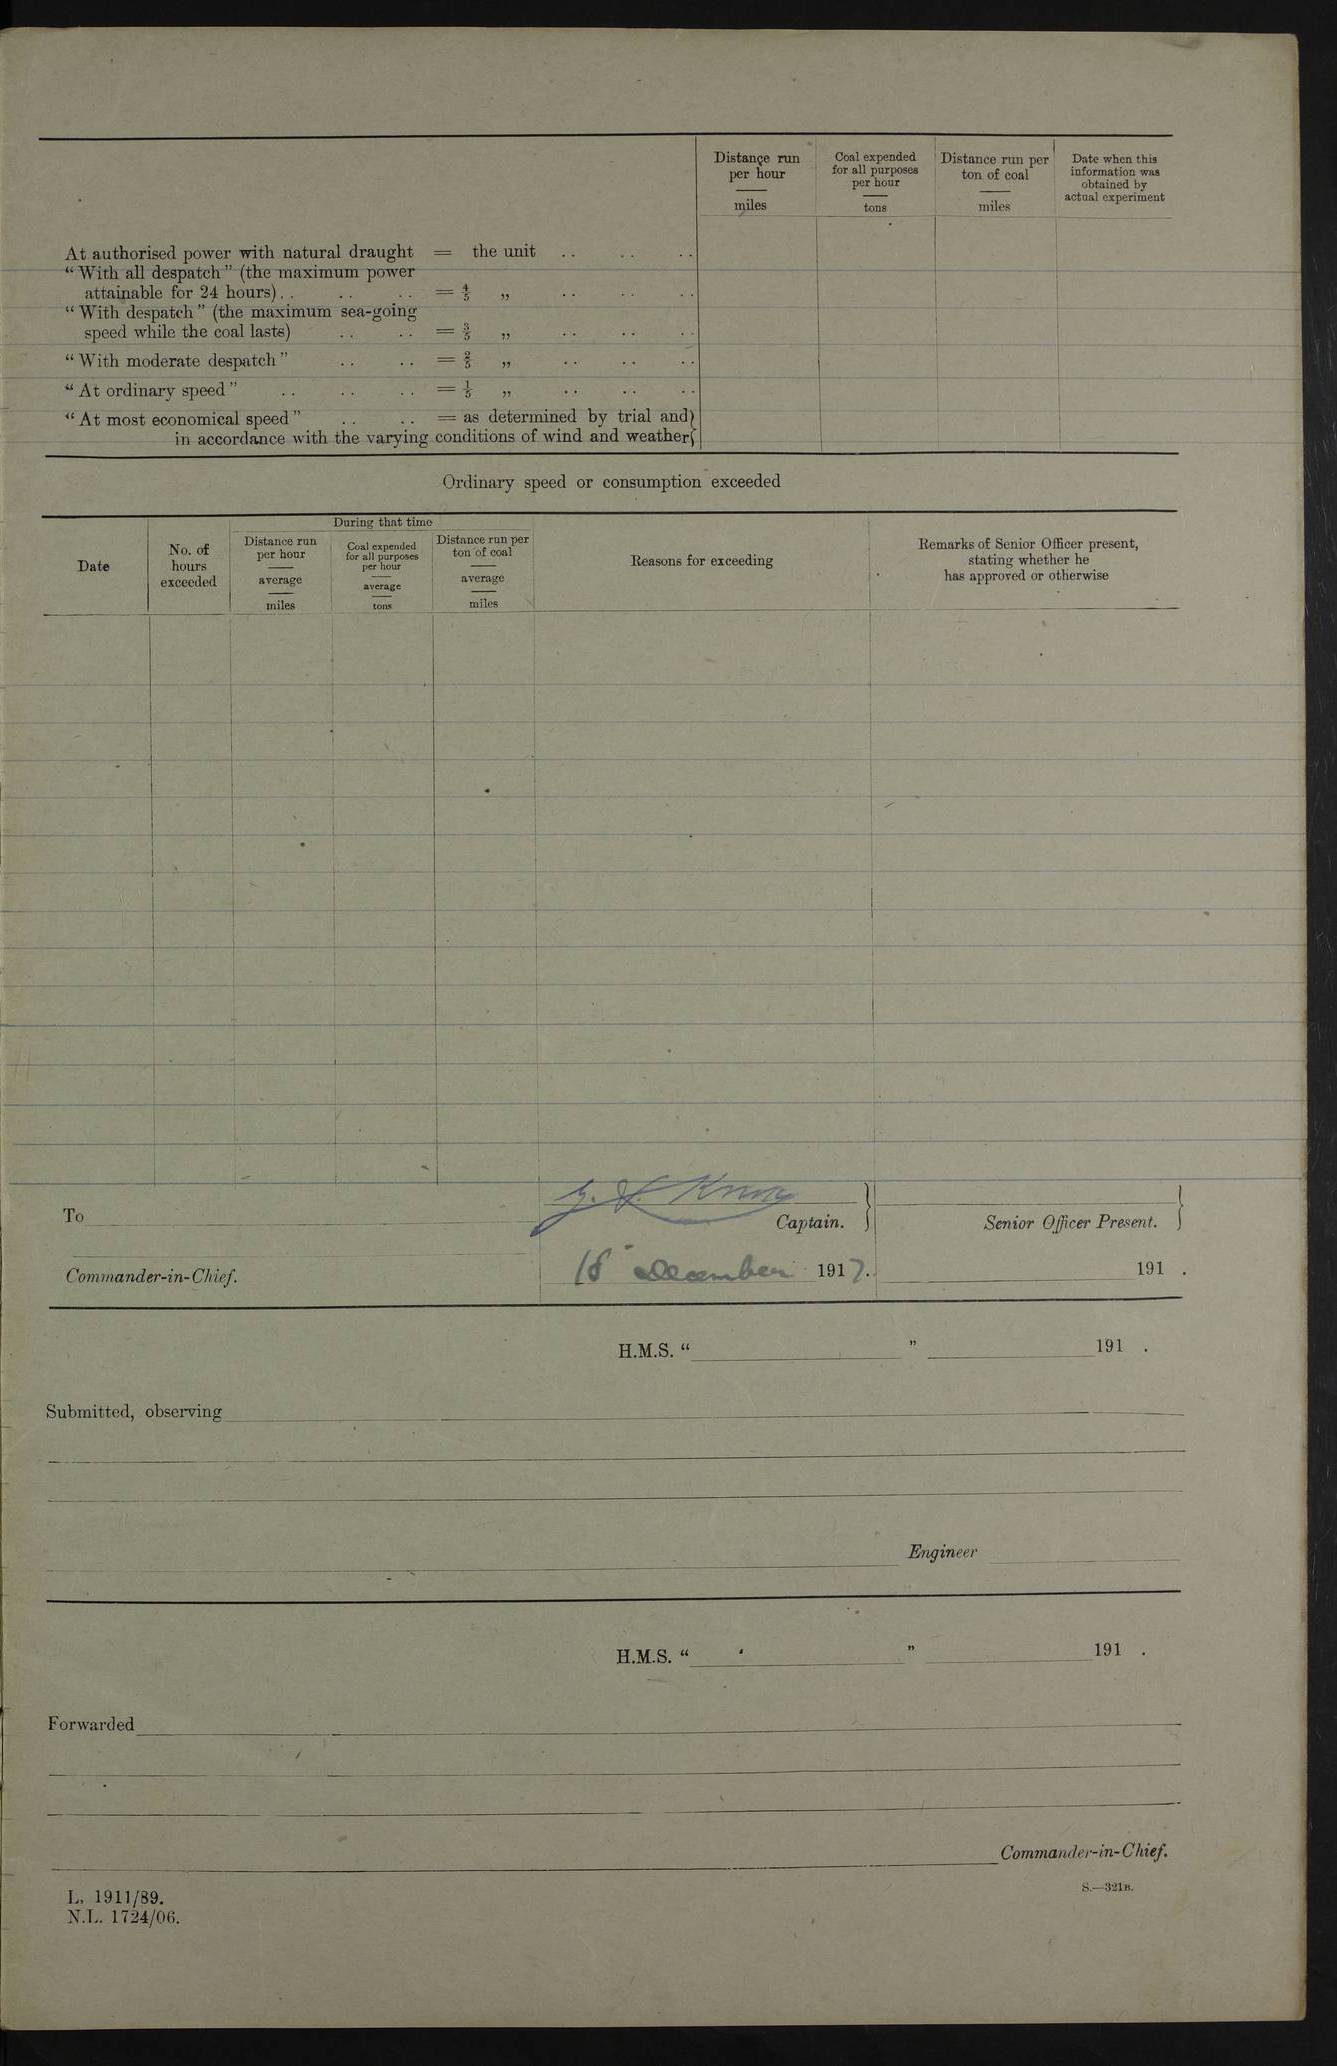 Distance run
per hour
miles
Coal expended
for all purposes
per hour
tons
Distance run per
ton of coal
miles
Date when this
information was
obtained by
actual experiment
At authorised power with natural draught = the unit .. .. ..
“With all despatch” (the maximum power
attainable for 24 hours). . .. .. = 4/5 „ .. .. ..
“With despatch” (the maximum sea-going
speed while the coal lasts) .. .. = 3/5 „ .. .. ..
“With moderate despatch” .. .. = 2/5 „ .. .. ..
“At ordinary speed” .. .. .. = 1/5 „ .. .. ..
“At most economical speed” .. .. = as determined by trial and}
in accordance with the varying conditions of wind and weather}
Ordinary speed or consumption exceeded
Date
No. of
hours
exceeded
During that time
Distance run
per hour
average
miles
Coal expended
for all purposes
per hour
average
tons
Distance run per
ton of coal
average
miles
Reasons for exceeding
Remarks of Senior Officer present,
stating whether he
has approved or otherwise
To
Captain. }
Senior Officer Present. }
Commander-in-Chief.
18 December 1917.
191 .
H.M.S. “ ” 191 .
Submitted, observing
Engineer
H.M.S. “ ” 191 .
Forwarded
Commander-in-Chief.
S.—321B.
L. 1911/89.
N.L. 1724/06.